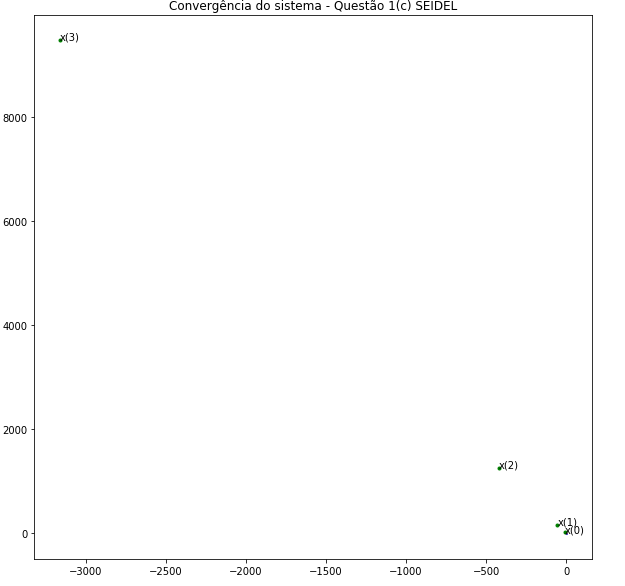 Convergência do sistema - Questão 1(c) SEIDEL
x(3)
8000
6000
4000
2000
x(2)
x(1)
x(0)
0
−3000 −2500 −2000 −1500 −1000 −500 0